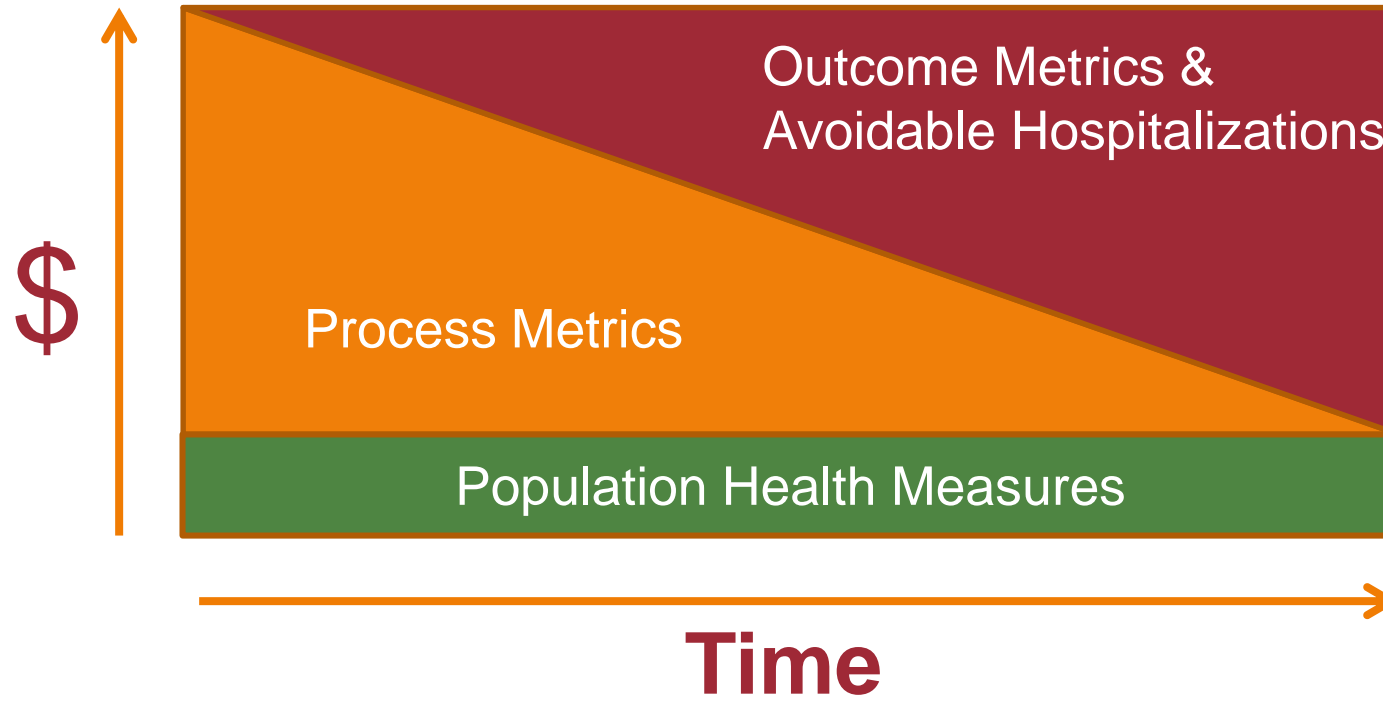 Outcome Metrics &
Avoidable Hospitalizations
$
Process Metrics
Population Health Measures
Time